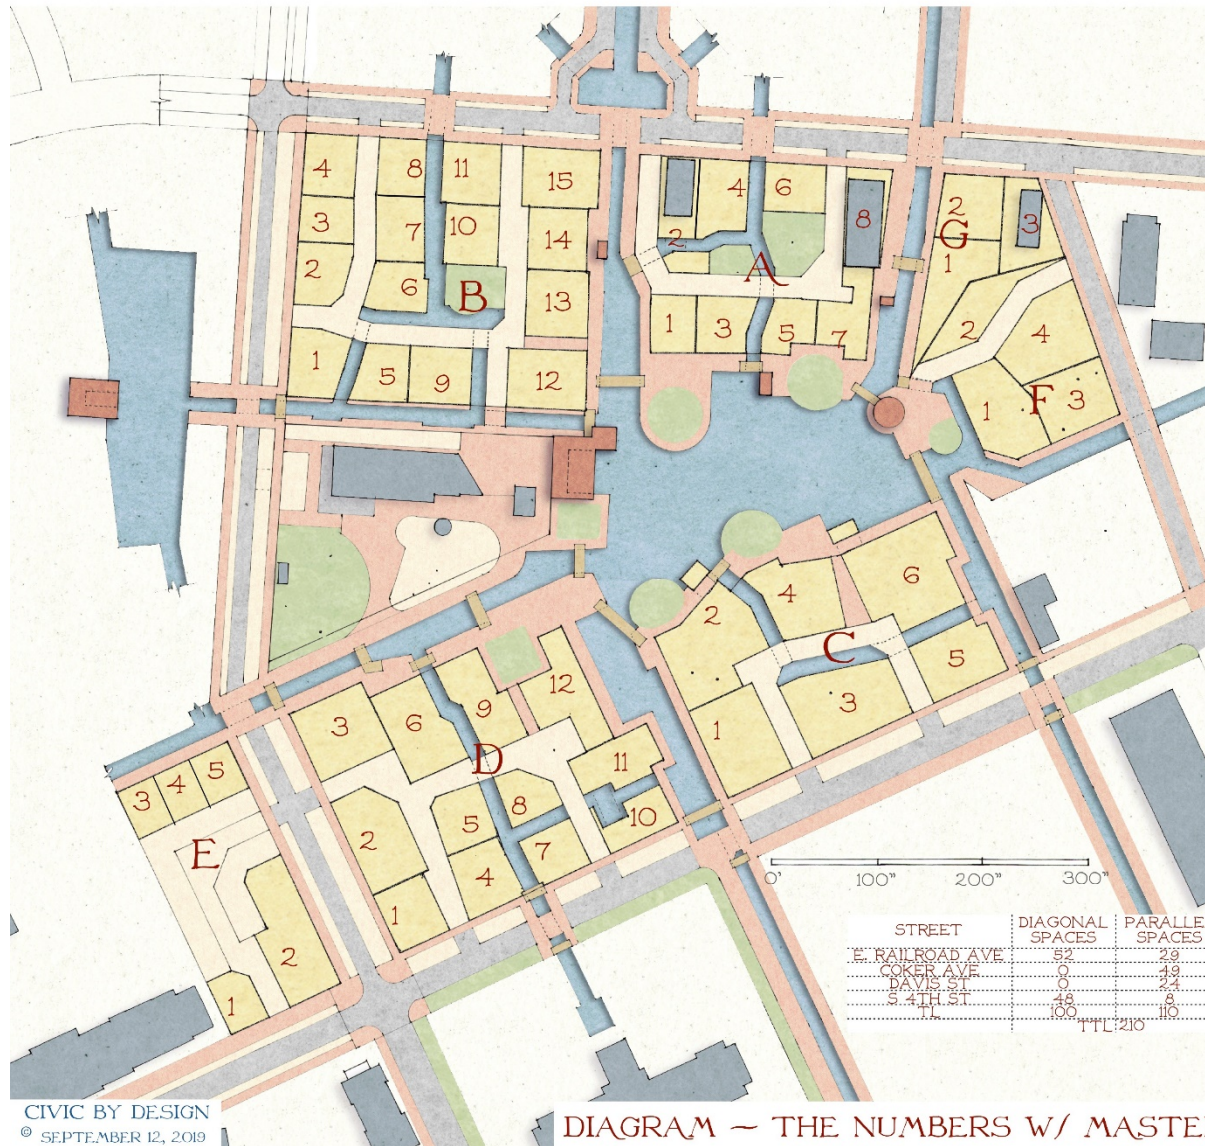 4
8
11
15
6
4
8
2
3
G
3
7
10
14
2
A
1
2
6
B
13
1
3
5
7
2
4
1
5
9
12
1
F
3
6
4
2
C
5
3
1
12
9
6
3
D
11
5
4
3
8
10
5
2
7
4
E
1
2
1
0' 100" 200" 300"
STREET DIAGONAL SPACES PARALLE SPACES
E. RAILROAD AVE 52 29
COKER AVE 0 49
DAVIS ST 0 24
S 4TH ST 48 8
TL 100 110
TTL 210
CIVIC BY DESIGN
© SEPTEMBER 12, 2019
DIAGRAM ~ THE NUMBERS W/ MASTE